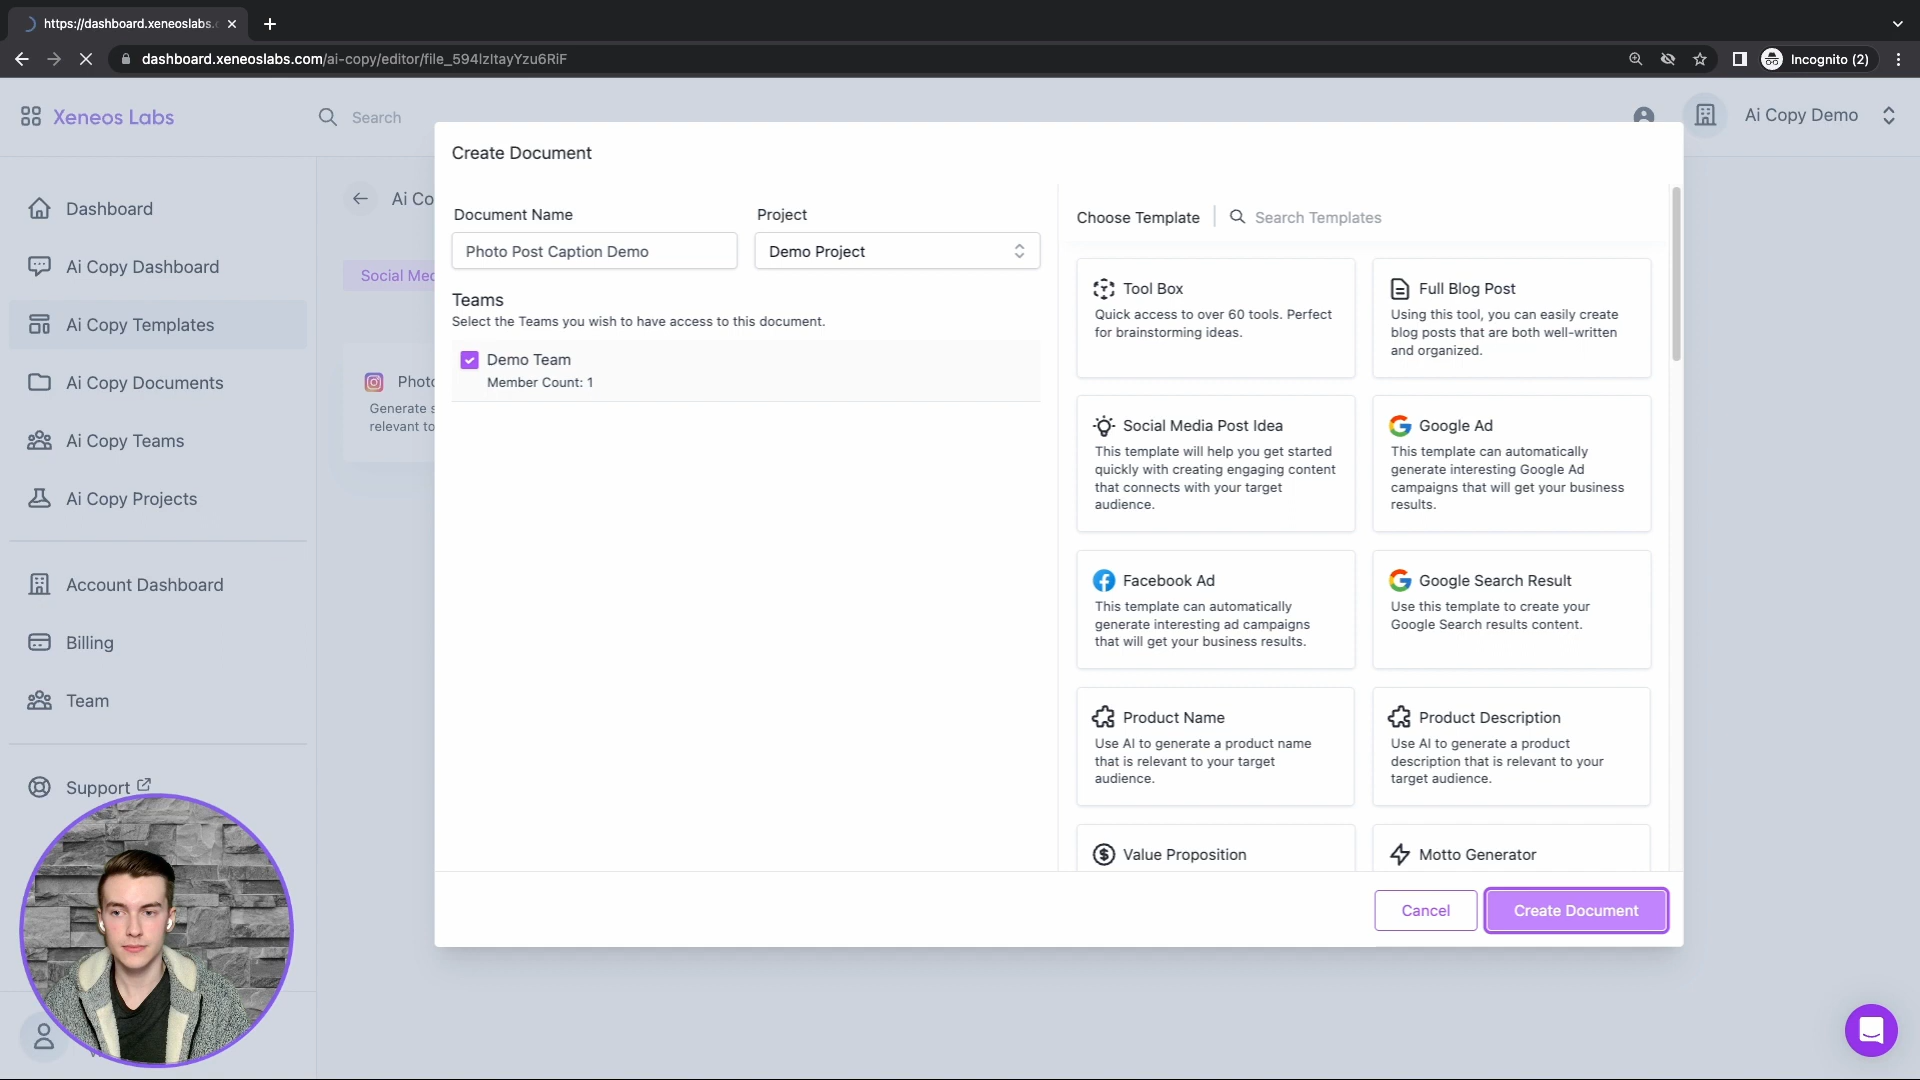 https://dashboard.xeneoslabs.
dashboard.xeneoslabs.com/ai-copy/editor/file_594lzItayYzu6RiF
Incognito (2)
Xeneos Labs
Search
Ai Copy Demo
Dashboard
Ai Copy Dashboard
Ai Copy Templates
Ai Copy Documents
Ai Copy Teams
Ai Copy Projects
Account Dashboard
Billing
Team
Support
Ai Co
Social Med
Photo
Generate s
relevant to
Create Document
Document Name
Project
Photo Post Caption Demo
Demo Project
Teams
Select the Teams you wish to have access to this document.
Demo Team
Member Count: 1
Choose Template
Search Templates
Tool Box
Quick access to over 60 tools. Perfect
for brainstorming ideas.
Full Blog Post
Using this tool, you can easily create
blog posts that are both well-written
and organized.
Social Media Post Idea
This template will help you get started
quickly with creating engaging content
that connects with your target
audience.
Google Ad
This template can automatically
generate interesting Google Ad
campaigns that will get your business
results.
Facebook Ad
This template can automatically
generate interesting ad campaigns
that will get your business results.
Google Search Result
Use this template to create your
Google Search results content.
Product Name
Use AI to generate a product name
that is relevant to your target
audience.
Product Description
Use AI to generate a product
description that is relevant to your
target audience.
Value Proposition
Motto Generator
Cancel
Create Document